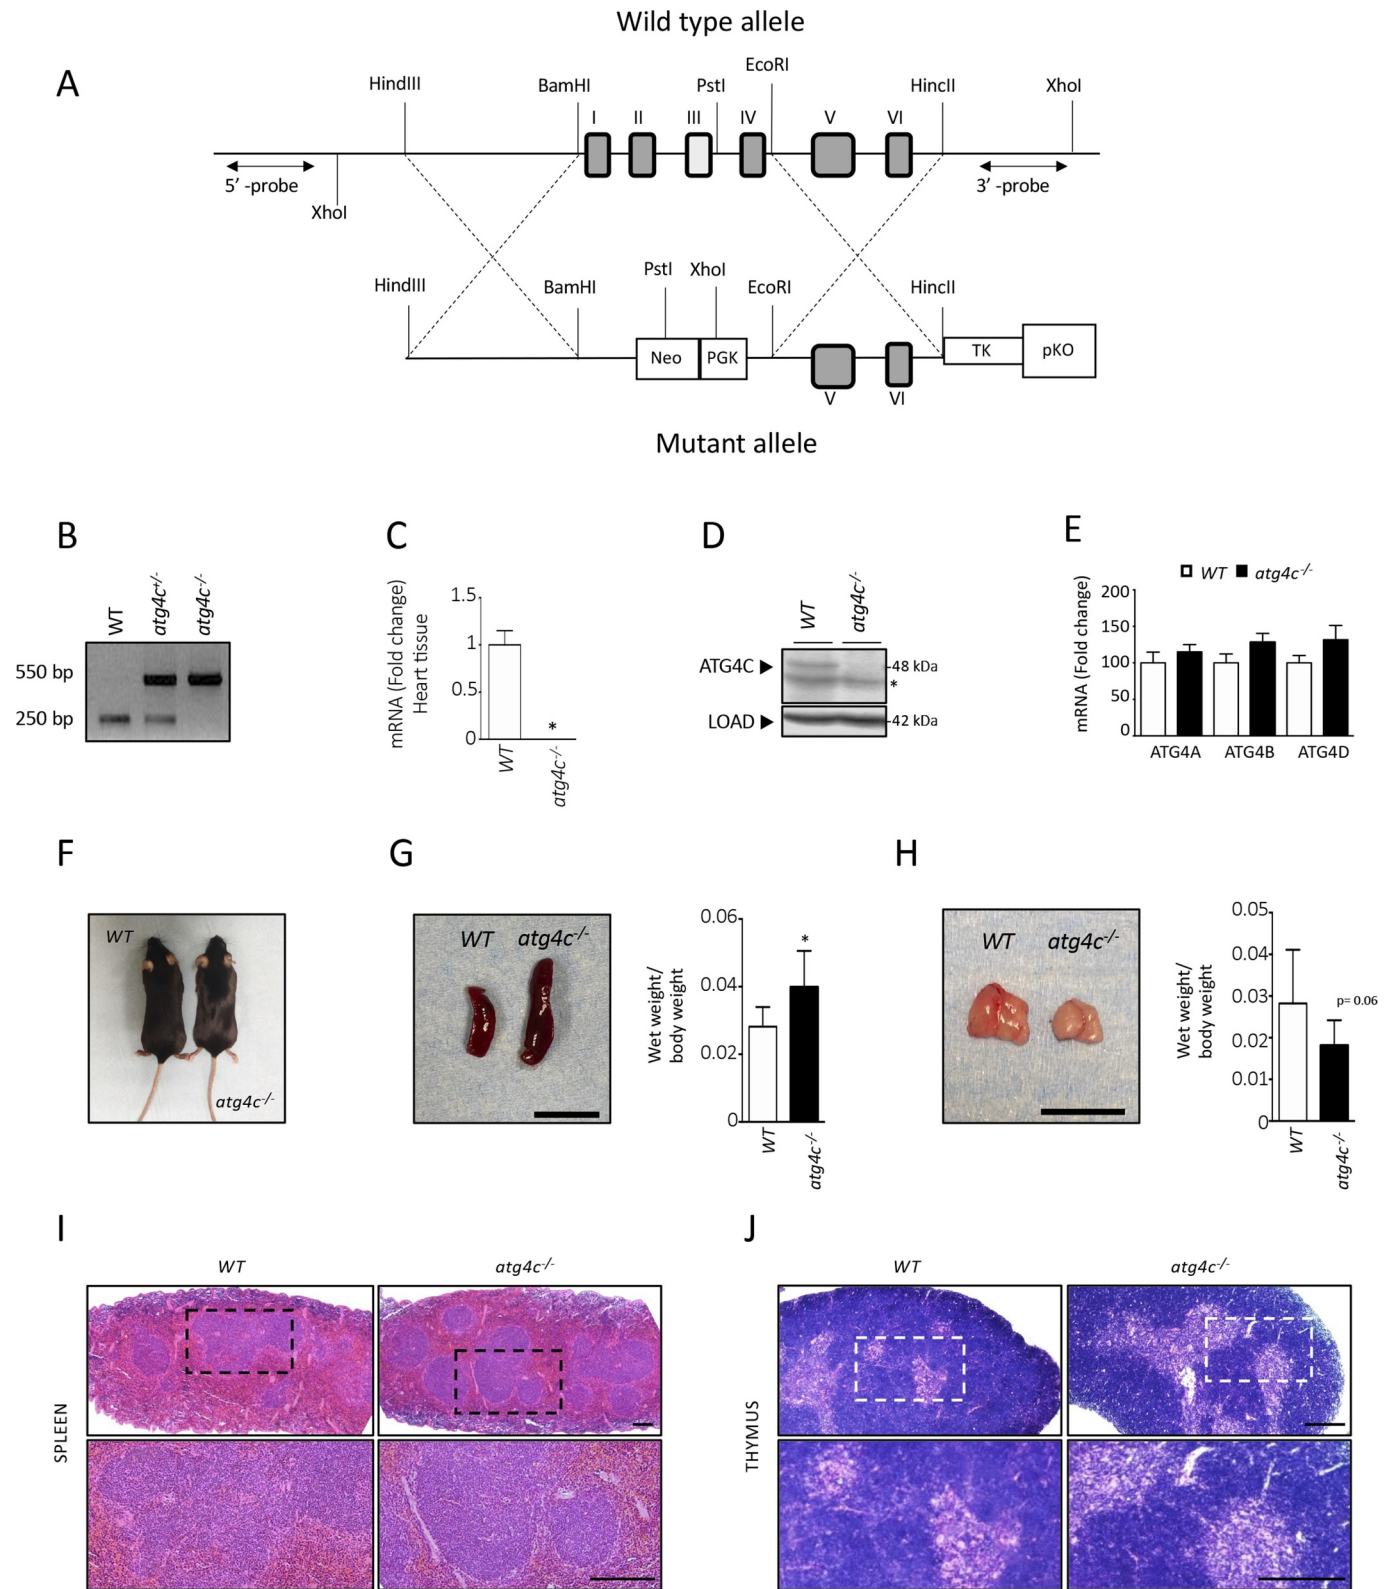 Wild type allele
A
HindIII BamHI PstI EcoRI HincII XhoI
I II III IV V VI
5’ -probe 3’ -probe
XhoI
HindIII BamHI PstI XhoI EcoRI HincII
Neo PGK TK pKO
V VI
Mutant allele
B
WT atg4c+/- atg4c-/-
550 bp
250 bp
C
mRNA (Fold change)
Heart tissue
1.5
1
0.5
0
*
WT atg4c-/-
D
WT atg4c-/-
ATG4C 48 kDa
*
LOAD 42 kDa
E
WT atg4c-/-
mRNA (Fold change)
200
150
100
50
0
ATG4A ATG4B ATG4D
F
WT
atg4c-/-
G
WT atg4c-/-
Wet weight/
body weight
0.06
0.04
0.02
0
*
WT atg4c-/-
H
WT atg4c-/-
Wet weight/
body weight
0.05
0.03
0.02
0.01
0
p= 0.06
WT atg4c-/-
I
WT atg4c-/-
SPLEEN
J
WT atg4c-/-
THYMUS